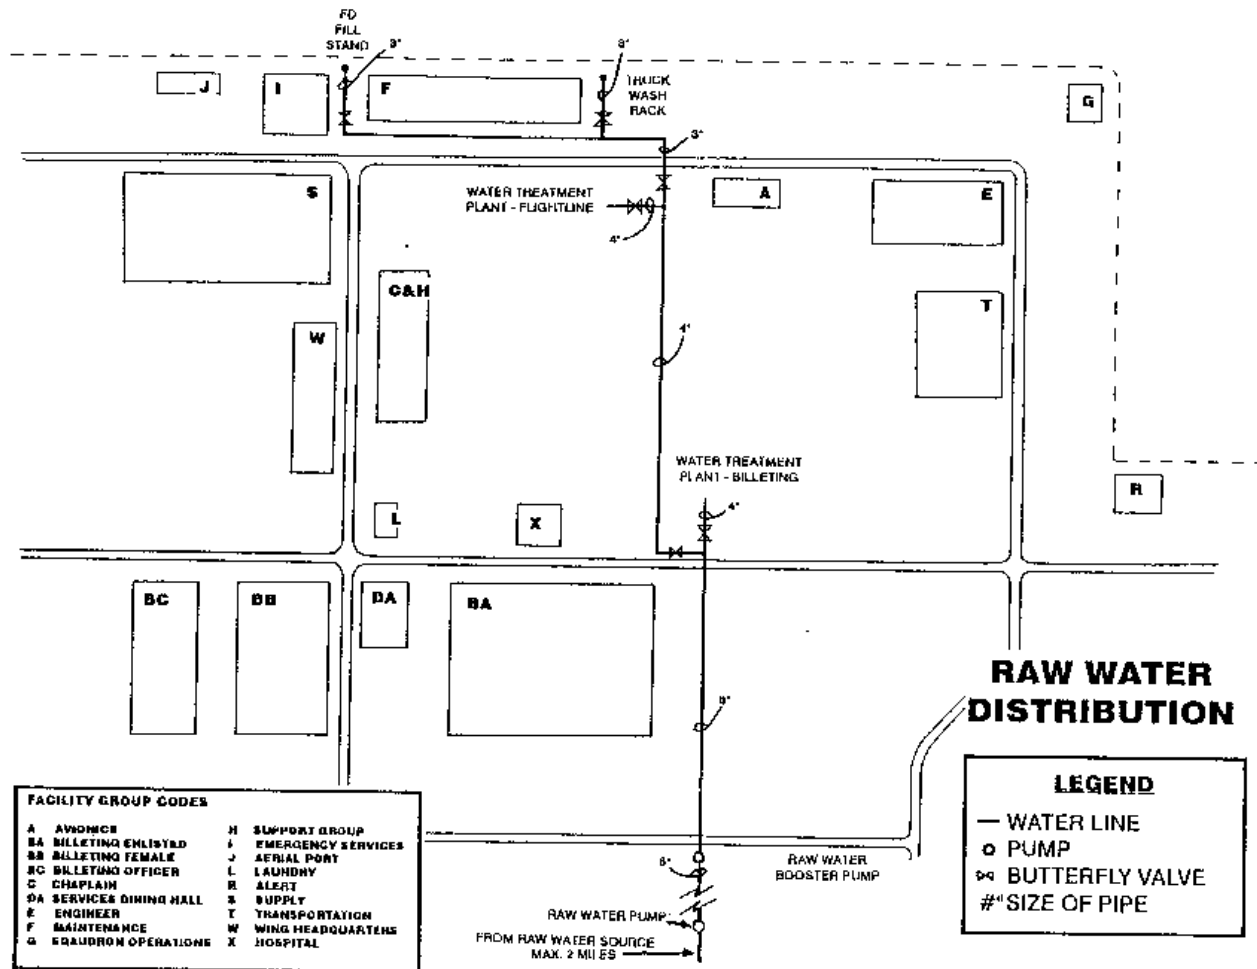 FD
FILL
STAND
3"
3"
J
I
F
TRUCK
WASH
RACK
G
3"
S
WATER TREATMENT
PLANT - FLIGHTLINE
4"
A
E
C&H
T
W
4"
WATER TREATMENT
PLANT - BILLETING
4"
R
L
X
BC
BB
DA
BA
RAW WATER
DISTRIBUTION
6"
FACILITY GROUP CODES
A AVIONICS
BA BILLETING ENLISTED
BB BILLETING FEMALE
BC BILLETING OFFICER
C CHAPLAIN
DA SERVICES DINING HALL
E ENGINEER
F MAINTENANCE
G SQAUDRON OPERATIONS
H SUPPORT GROUP
I EMERGENCY SERVICES
J AERIAL PORT
L LAUNDRY
R ALERT
S SUPPLY
T TRANSPORTATION
W WING HEADQUARTERS
X HOSPITAL
6"
RAW WATER
BOOSTER PUMP
RAW WATER PUMP
FROM RAW WATER SOURCE
MAX. 2 MILES
LEGEND
WATER LINE
PUMP
BUTTERFLY VALVE
#" SIZE OF PIPE